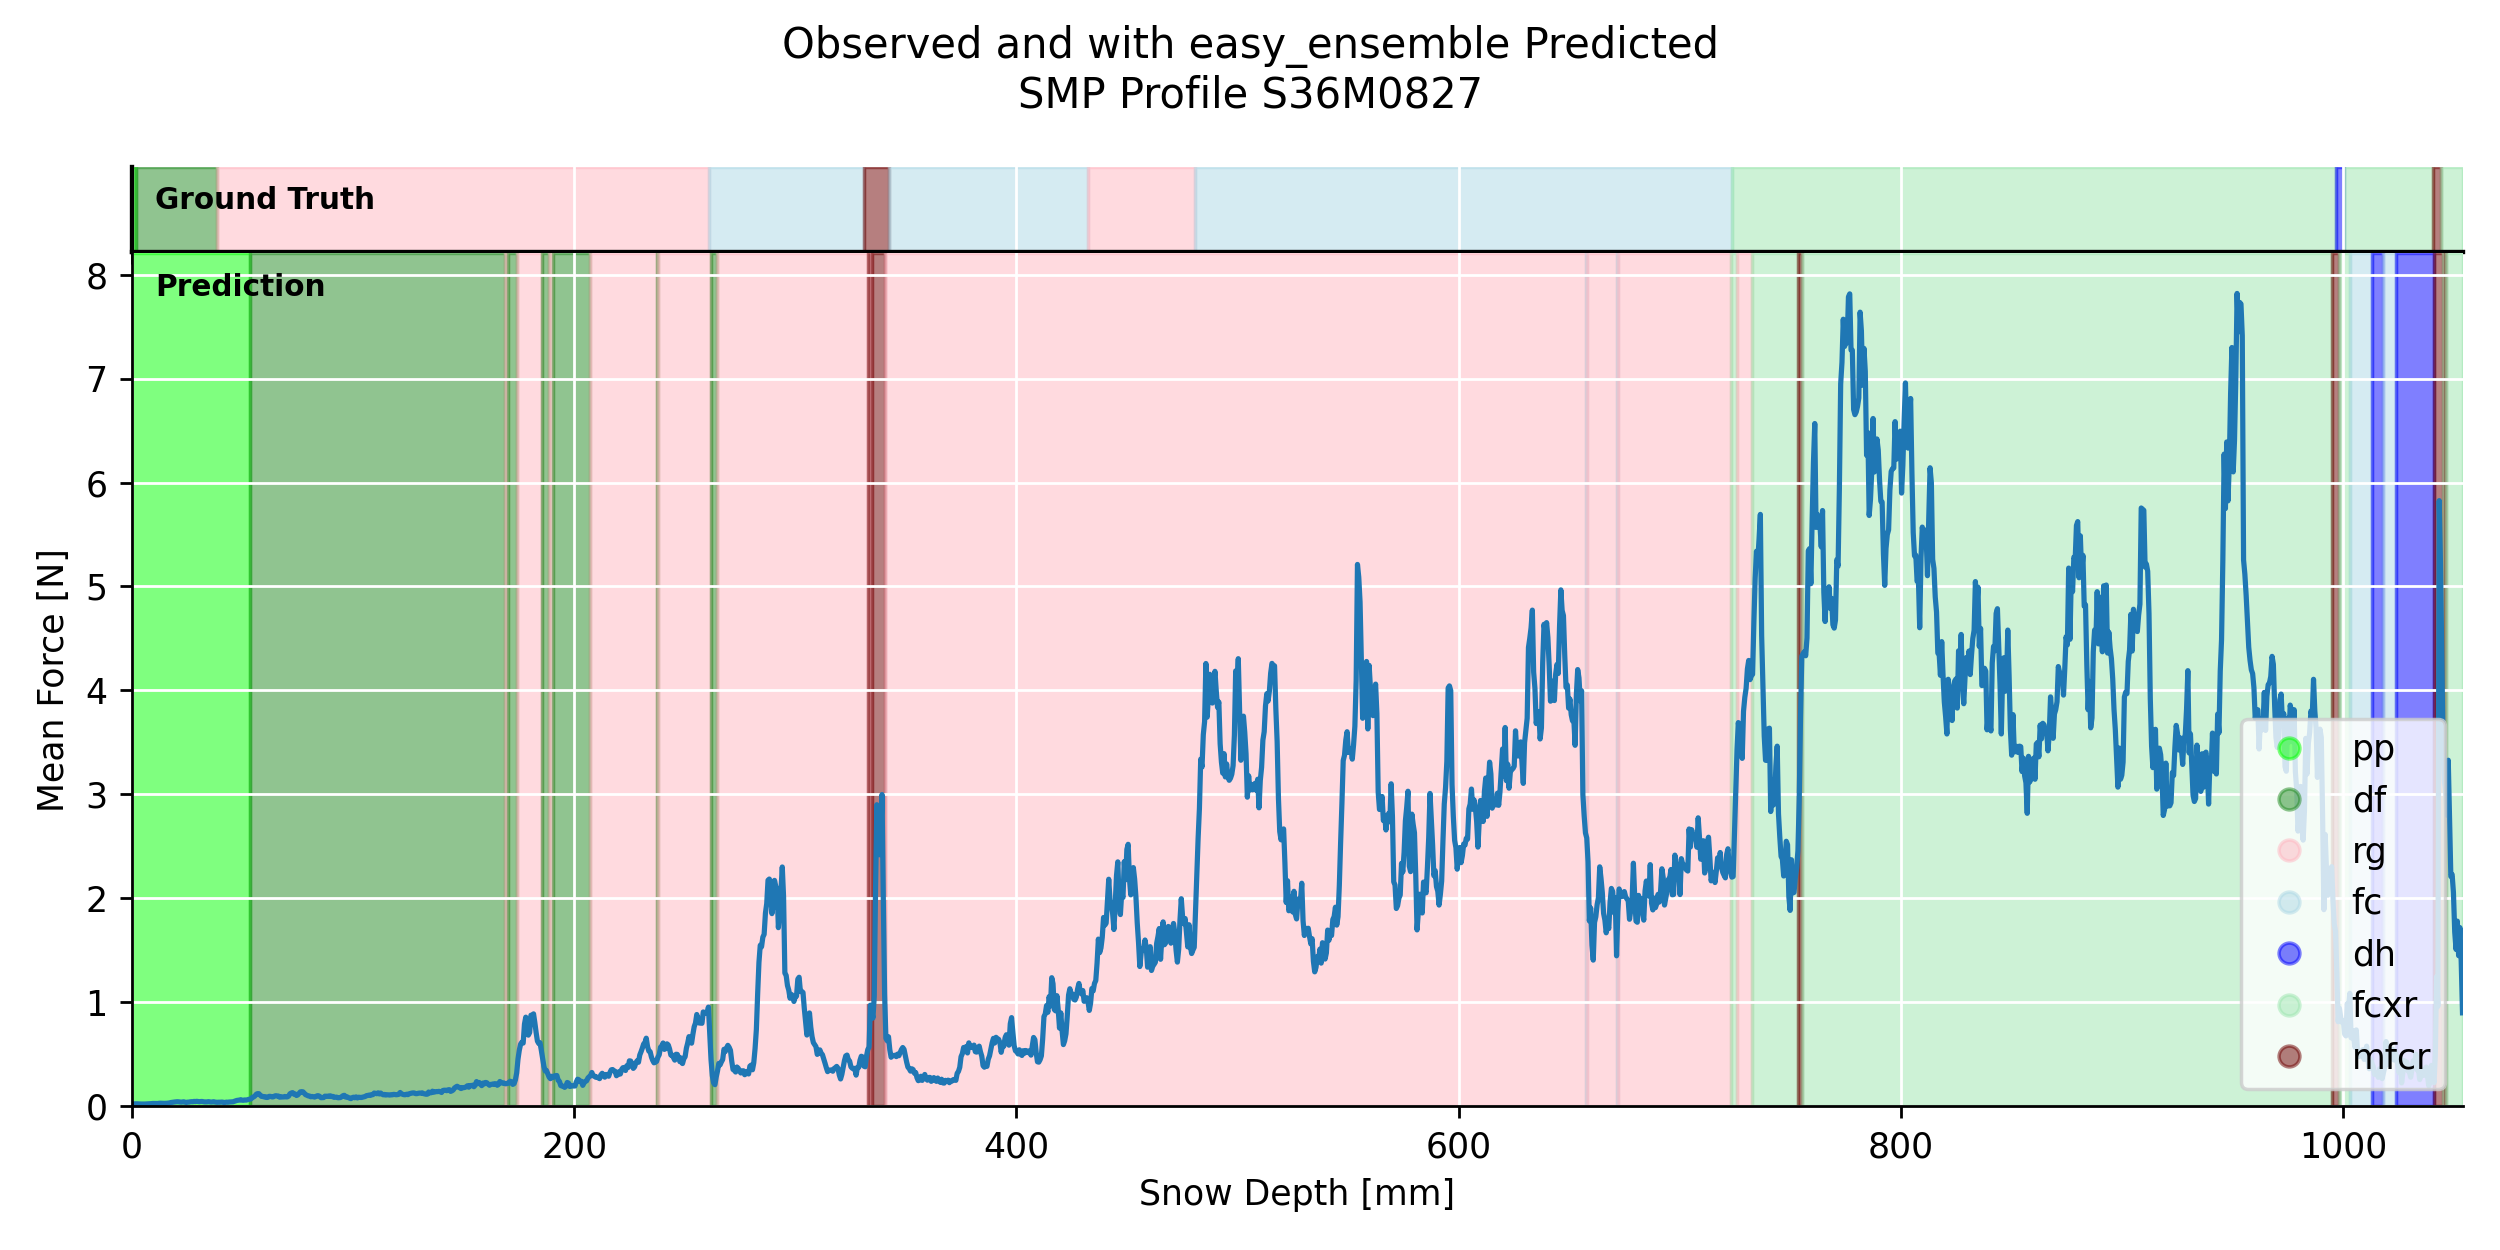 Observed and with easy_ensemble Predicted
SMP Profile S36M0827
Ground Truth
Prediction
8
7
6
5
4
3
2
1
0
Mean Force [N]
pp
df
rg
fc
dh
fcxr
mfcr
0 200 400 600 800 1000
Snow Depth [mm]